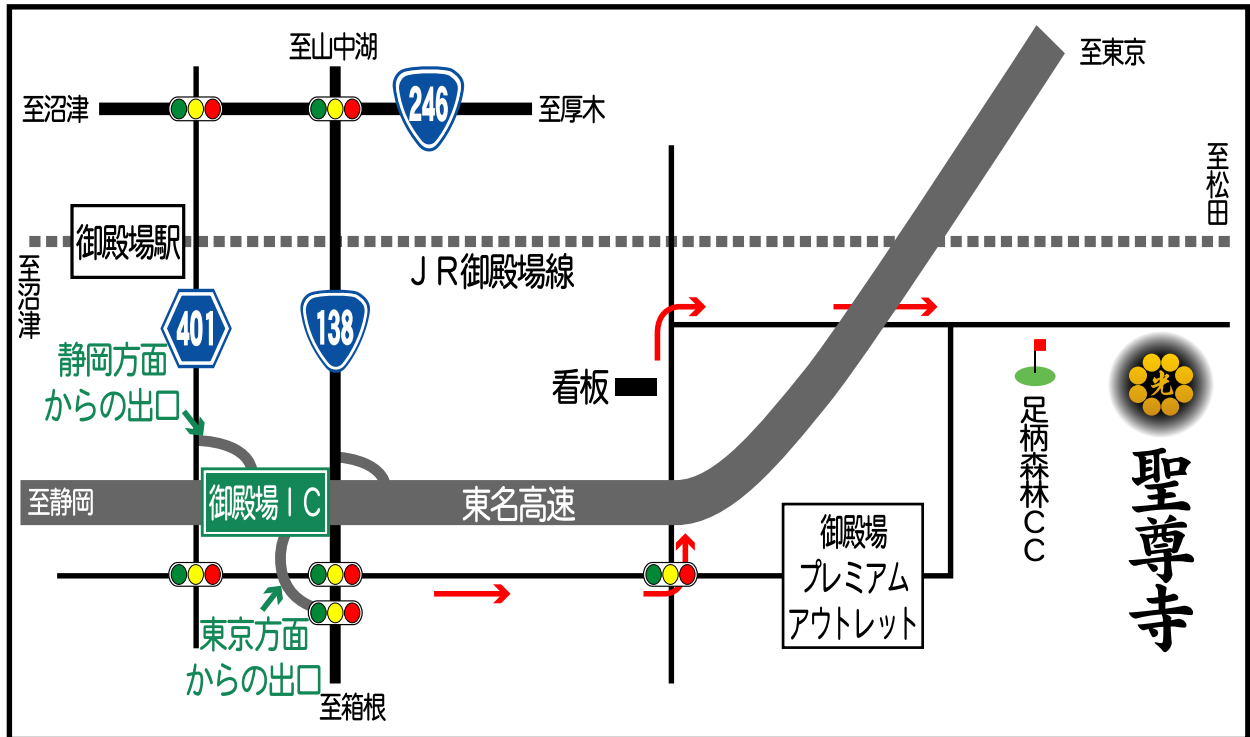 至山中湖
至東京
至沼津
246
至厚木
至松田
御殿場駅
JR御殿場線
至沼津
401
138
静岡方面
からの出口
看板
光
足柄森林CC
聖尊寺
至静岡
御殿場IC
東名高速
御殿場
プレミアム
アウトレット
東京方面
からの出口
至箱根